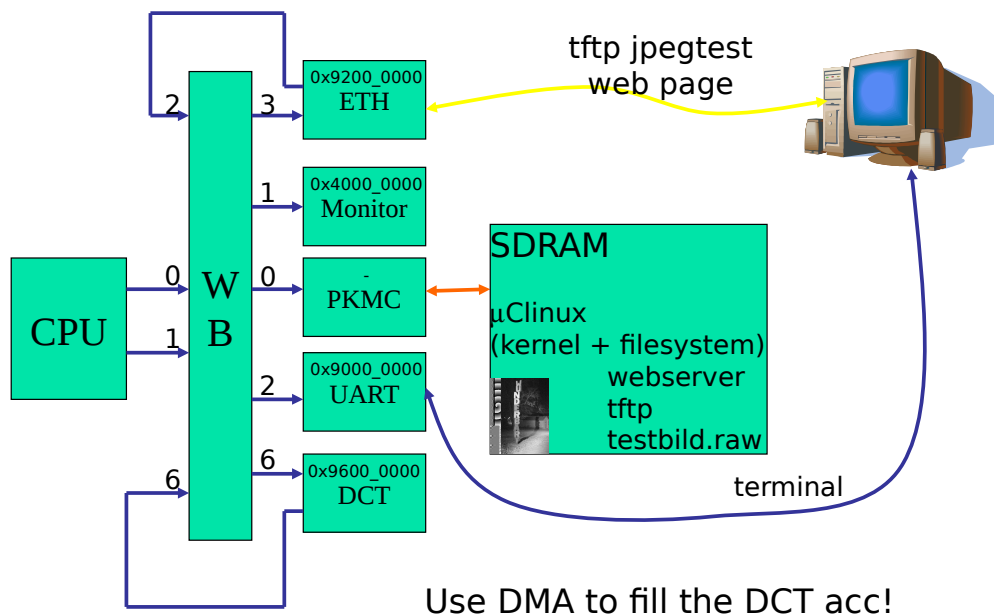 tftp jpegtest
web page
0x9200_0000
ETH
2
3
0x4000_0000
Monitor
1
SDRAM
-
PKMC
0
0
W
B
CPU
1
μClinux
(kernel + filesystem)
webserver
tftp
testbild.raw
0x9000_0000
UART
2
0x9600_0000
DCT
6
6
terminal
Use DMA to fill the DCT acc!